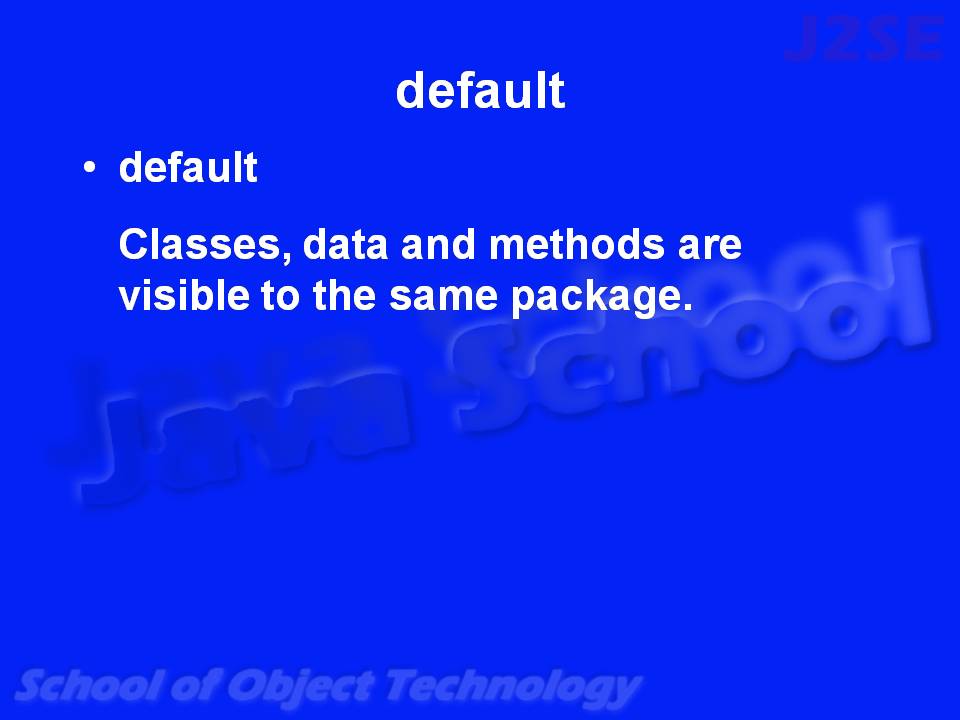 J2SE
default
• default
Classes, data and methods are
visible to the same package.
Java School
School of Object Technology